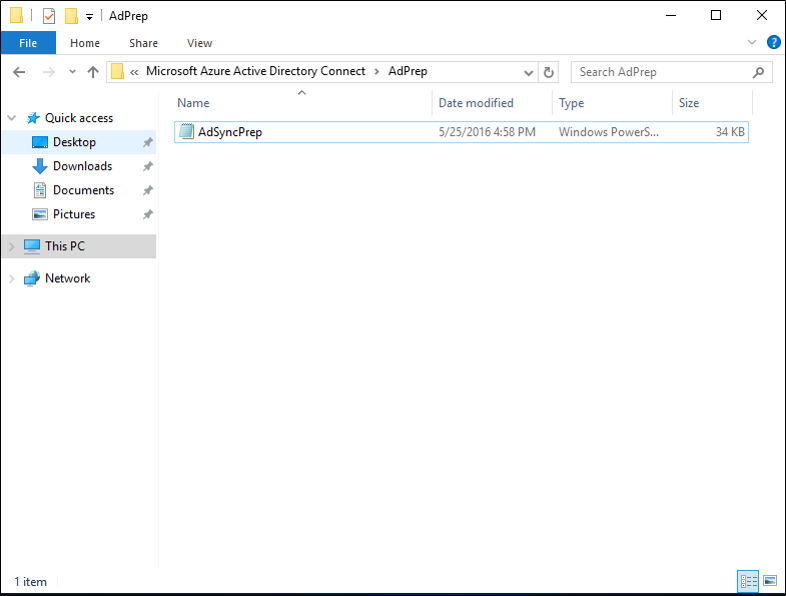 AdPrep
File Home Share View
?
« Microsoft Azure Active Directory Connect › AdPrep
Search AdPrep
Name Date modified Type Size
Quick access
AdSyncPrep 5/25/2016 4:58 PM Windows PowerS... 34 KB
Desktop
Downloads
Documents
Pictures
This PC
Network
1 item